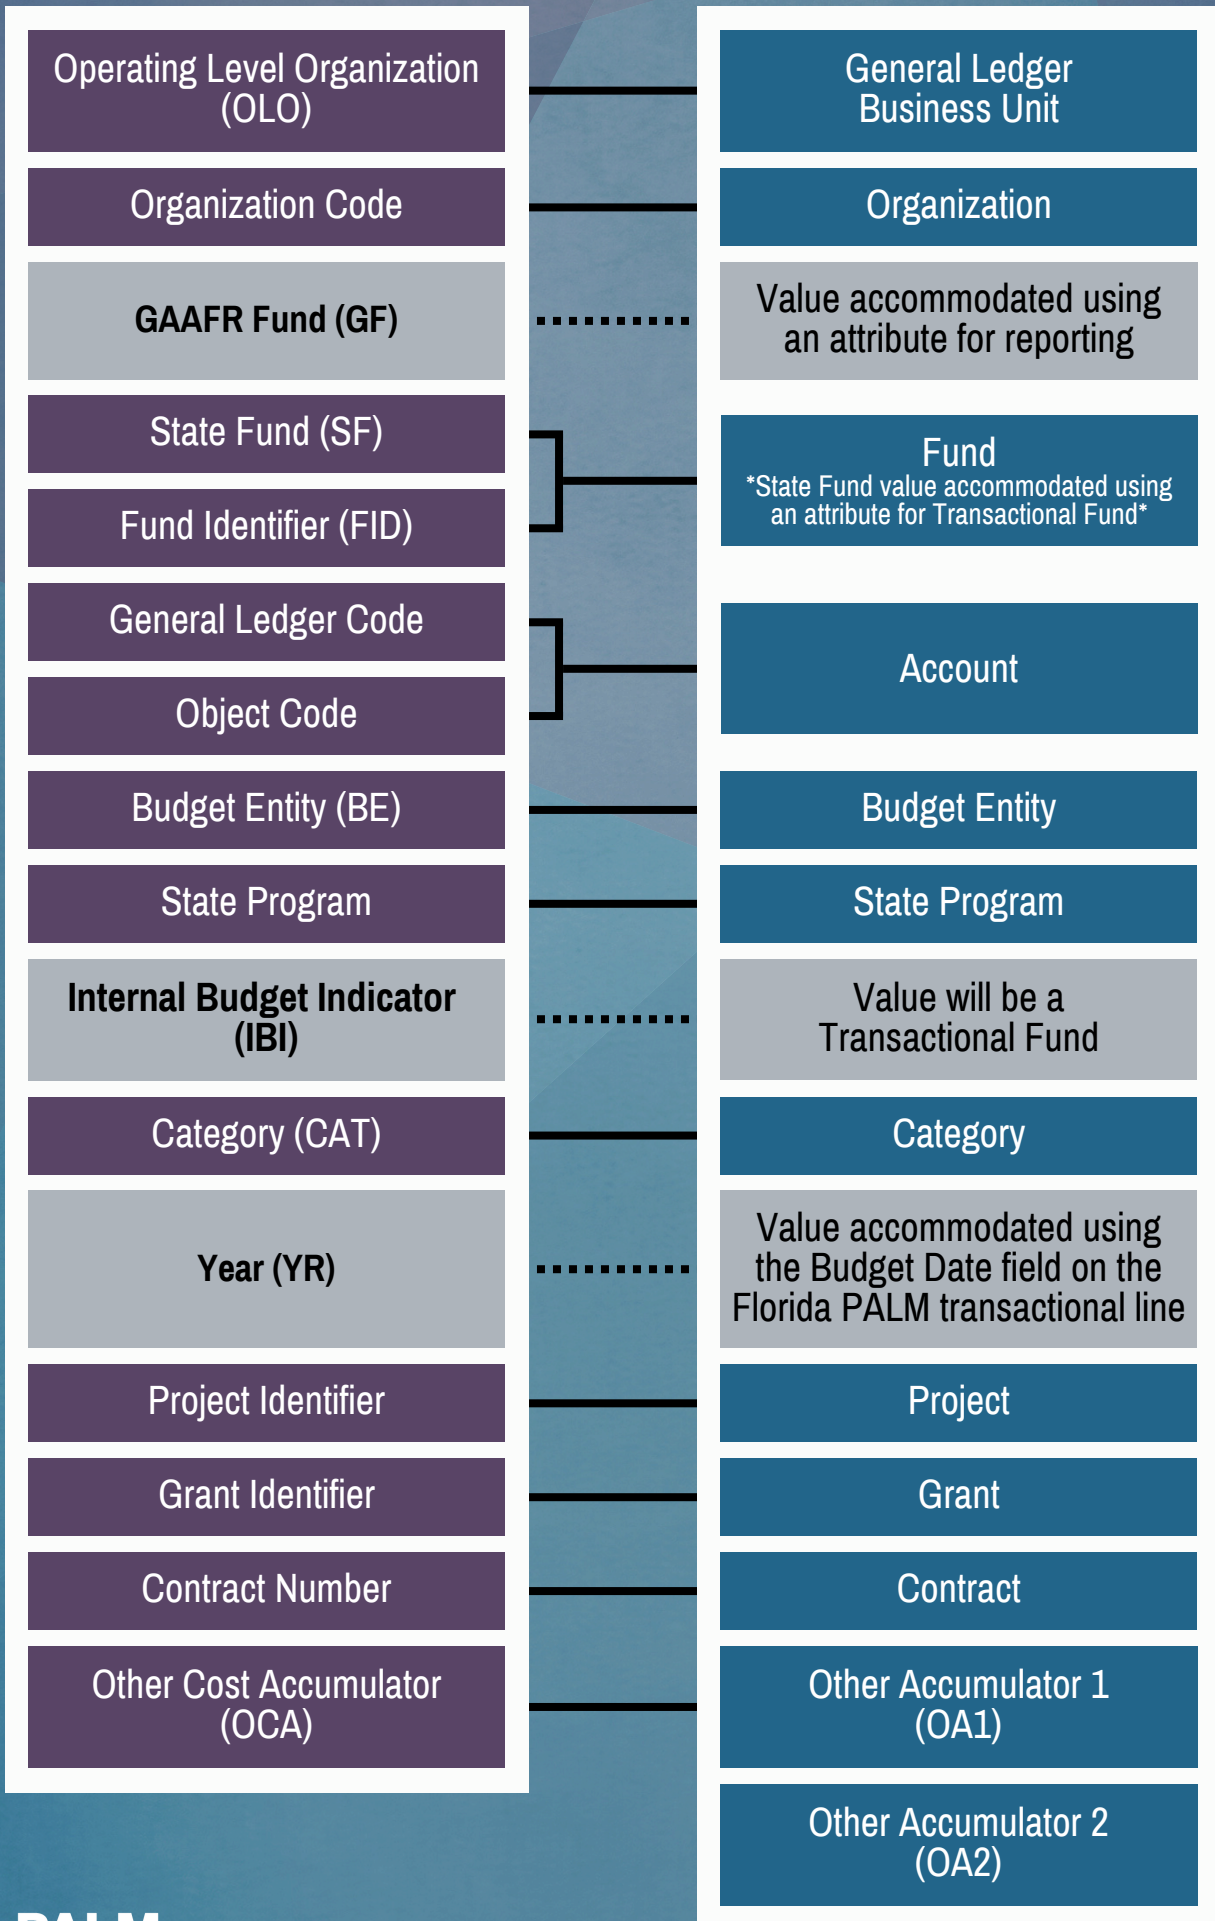 Operating Level Organization
(OLO)
General Ledger
Business Unit
Organization Code
Organization
GAAFR Fund (GF)
Value accommodated using
an attribute for reporting
State Fund (SF)
Fund Identifier (FID)
Fund
*State Fund value accommodated using
an attribute for Transactional Fund*
General Ledger Code
Object Code
Account
Budget Entity (BE)
Budget Entity
State Program
State Program
Internal Budget Indicator
(IBI)
Value will be a
Transactional Fund
Category (CAT)
Category
Year (YR)
Value accommodated using
the Budget Date field on the
Florida PALM transactional line
Project Identifier
Project
Grant Identifier
Grant
Contract Number
Contract
Other Cost Accumulator
(OCA)
Other Accumulator 1
(OA1)
Other Accumulator 2
(OA2)
PALM